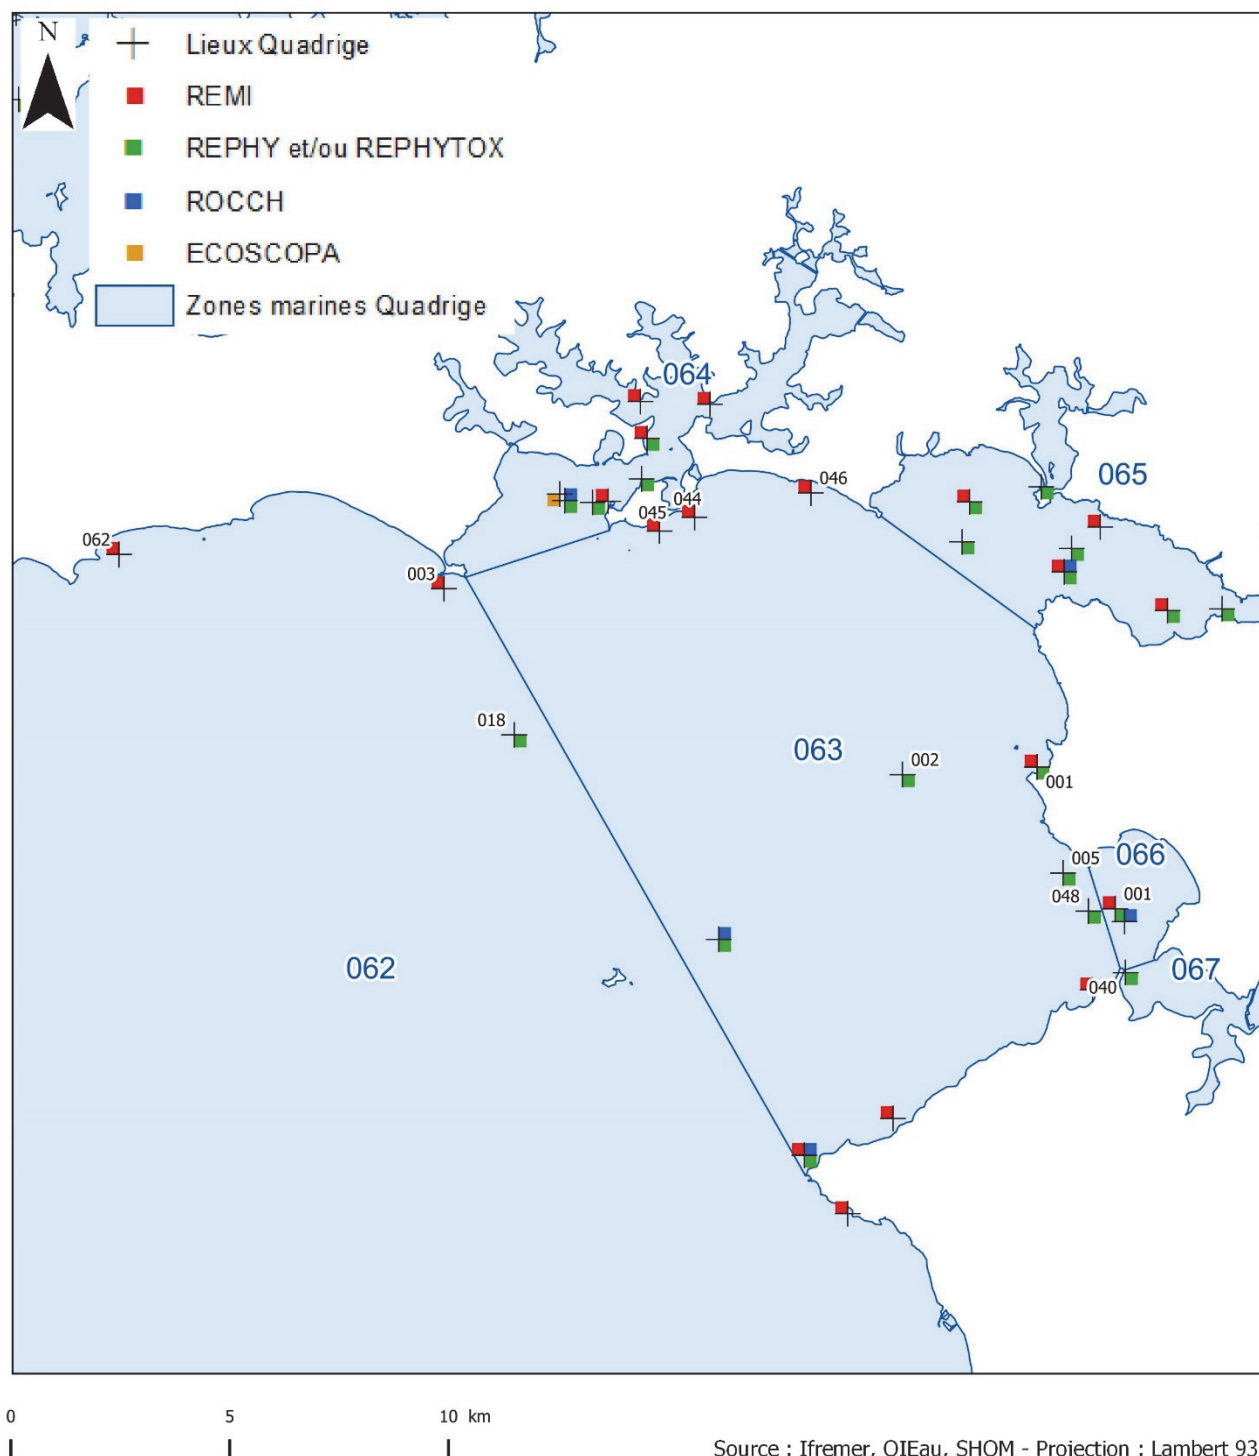 N
Lieux Quadrige
REMI
REPHY et/ou REPHYTOX
ROCCH
ECOSCOPA
Zones marines Quadrige
064
065
046
044
045
062
003
018
063
002
001
005
066
048
001
062
067
040
0 5 10 km
Source : Ifremer, OIEau, SHOM - Projection : Lambert 93